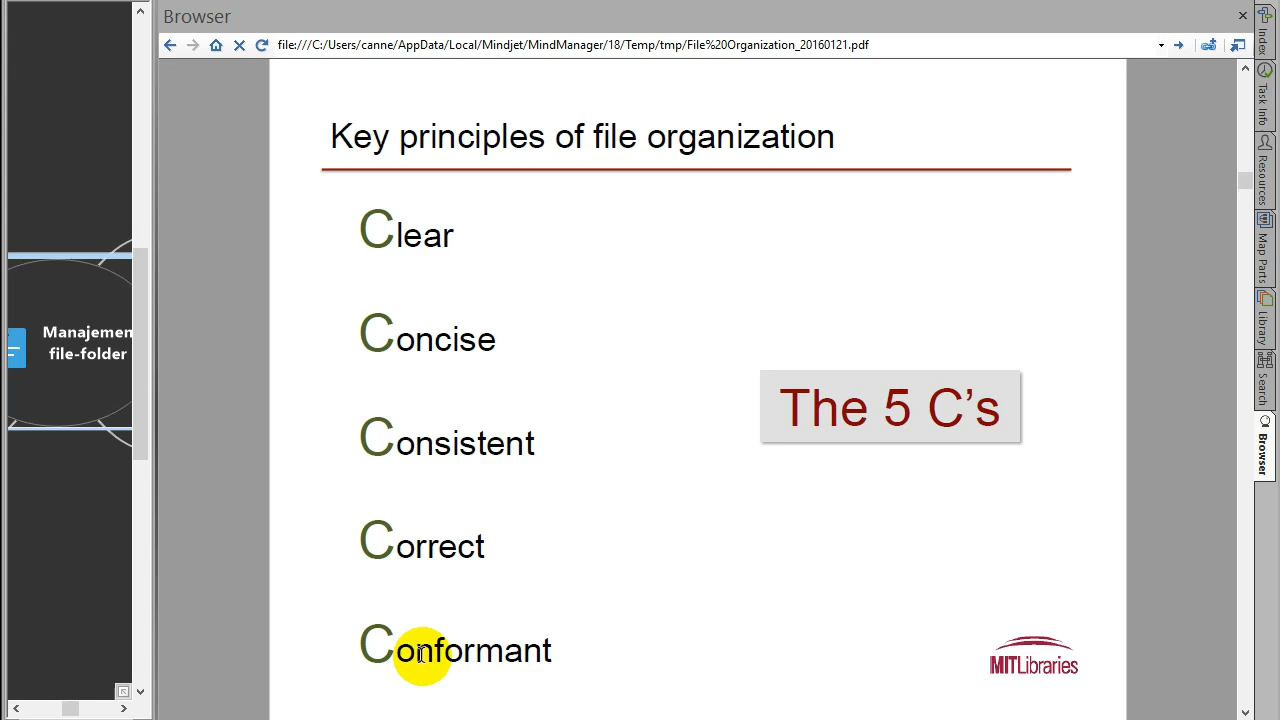 Browser
file:///C:/Users/canne/AppData/Local/Mindjet/MindManager/18/Temp/tmp/File%20Organization_20160121.pdf
Key principles of file organization
Clear
Concise
Consistent
Correct
Conformant
The 5 C's
MITLibraries
Manajemen
file-folder
Index
Task Info
Resources
Map Parts
Library
Search
Browser